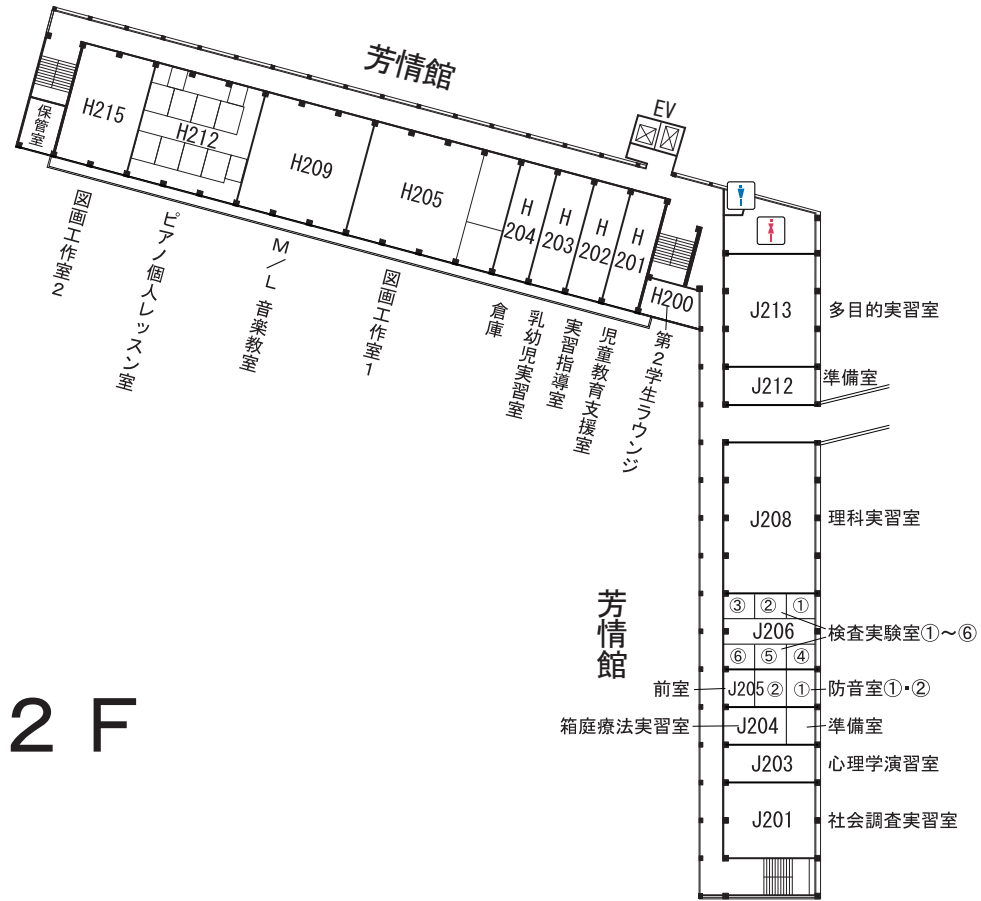 芳情館
EV
保管室
H215
H212
H209
H205
H204
H203
H202
H201
H200
図画工作室2
ピアノ個人レッスン室
M/L 音楽教室
図画工作室1
倉庫
乳幼児実習室
実習指導室
児童教育支援室
第2学生ラウンジ
J213
多目的実習室
J212
準備室
J208
理科実習室
芳情館
③ ② ①
J206
検査実験室①~⑥
⑥ ⑤ ④
前室
J205 ② ①
防音室①・②
箱庭療法実習室
J204
準備室
J203
心理学演習室
J201
社会調査実習室
2F